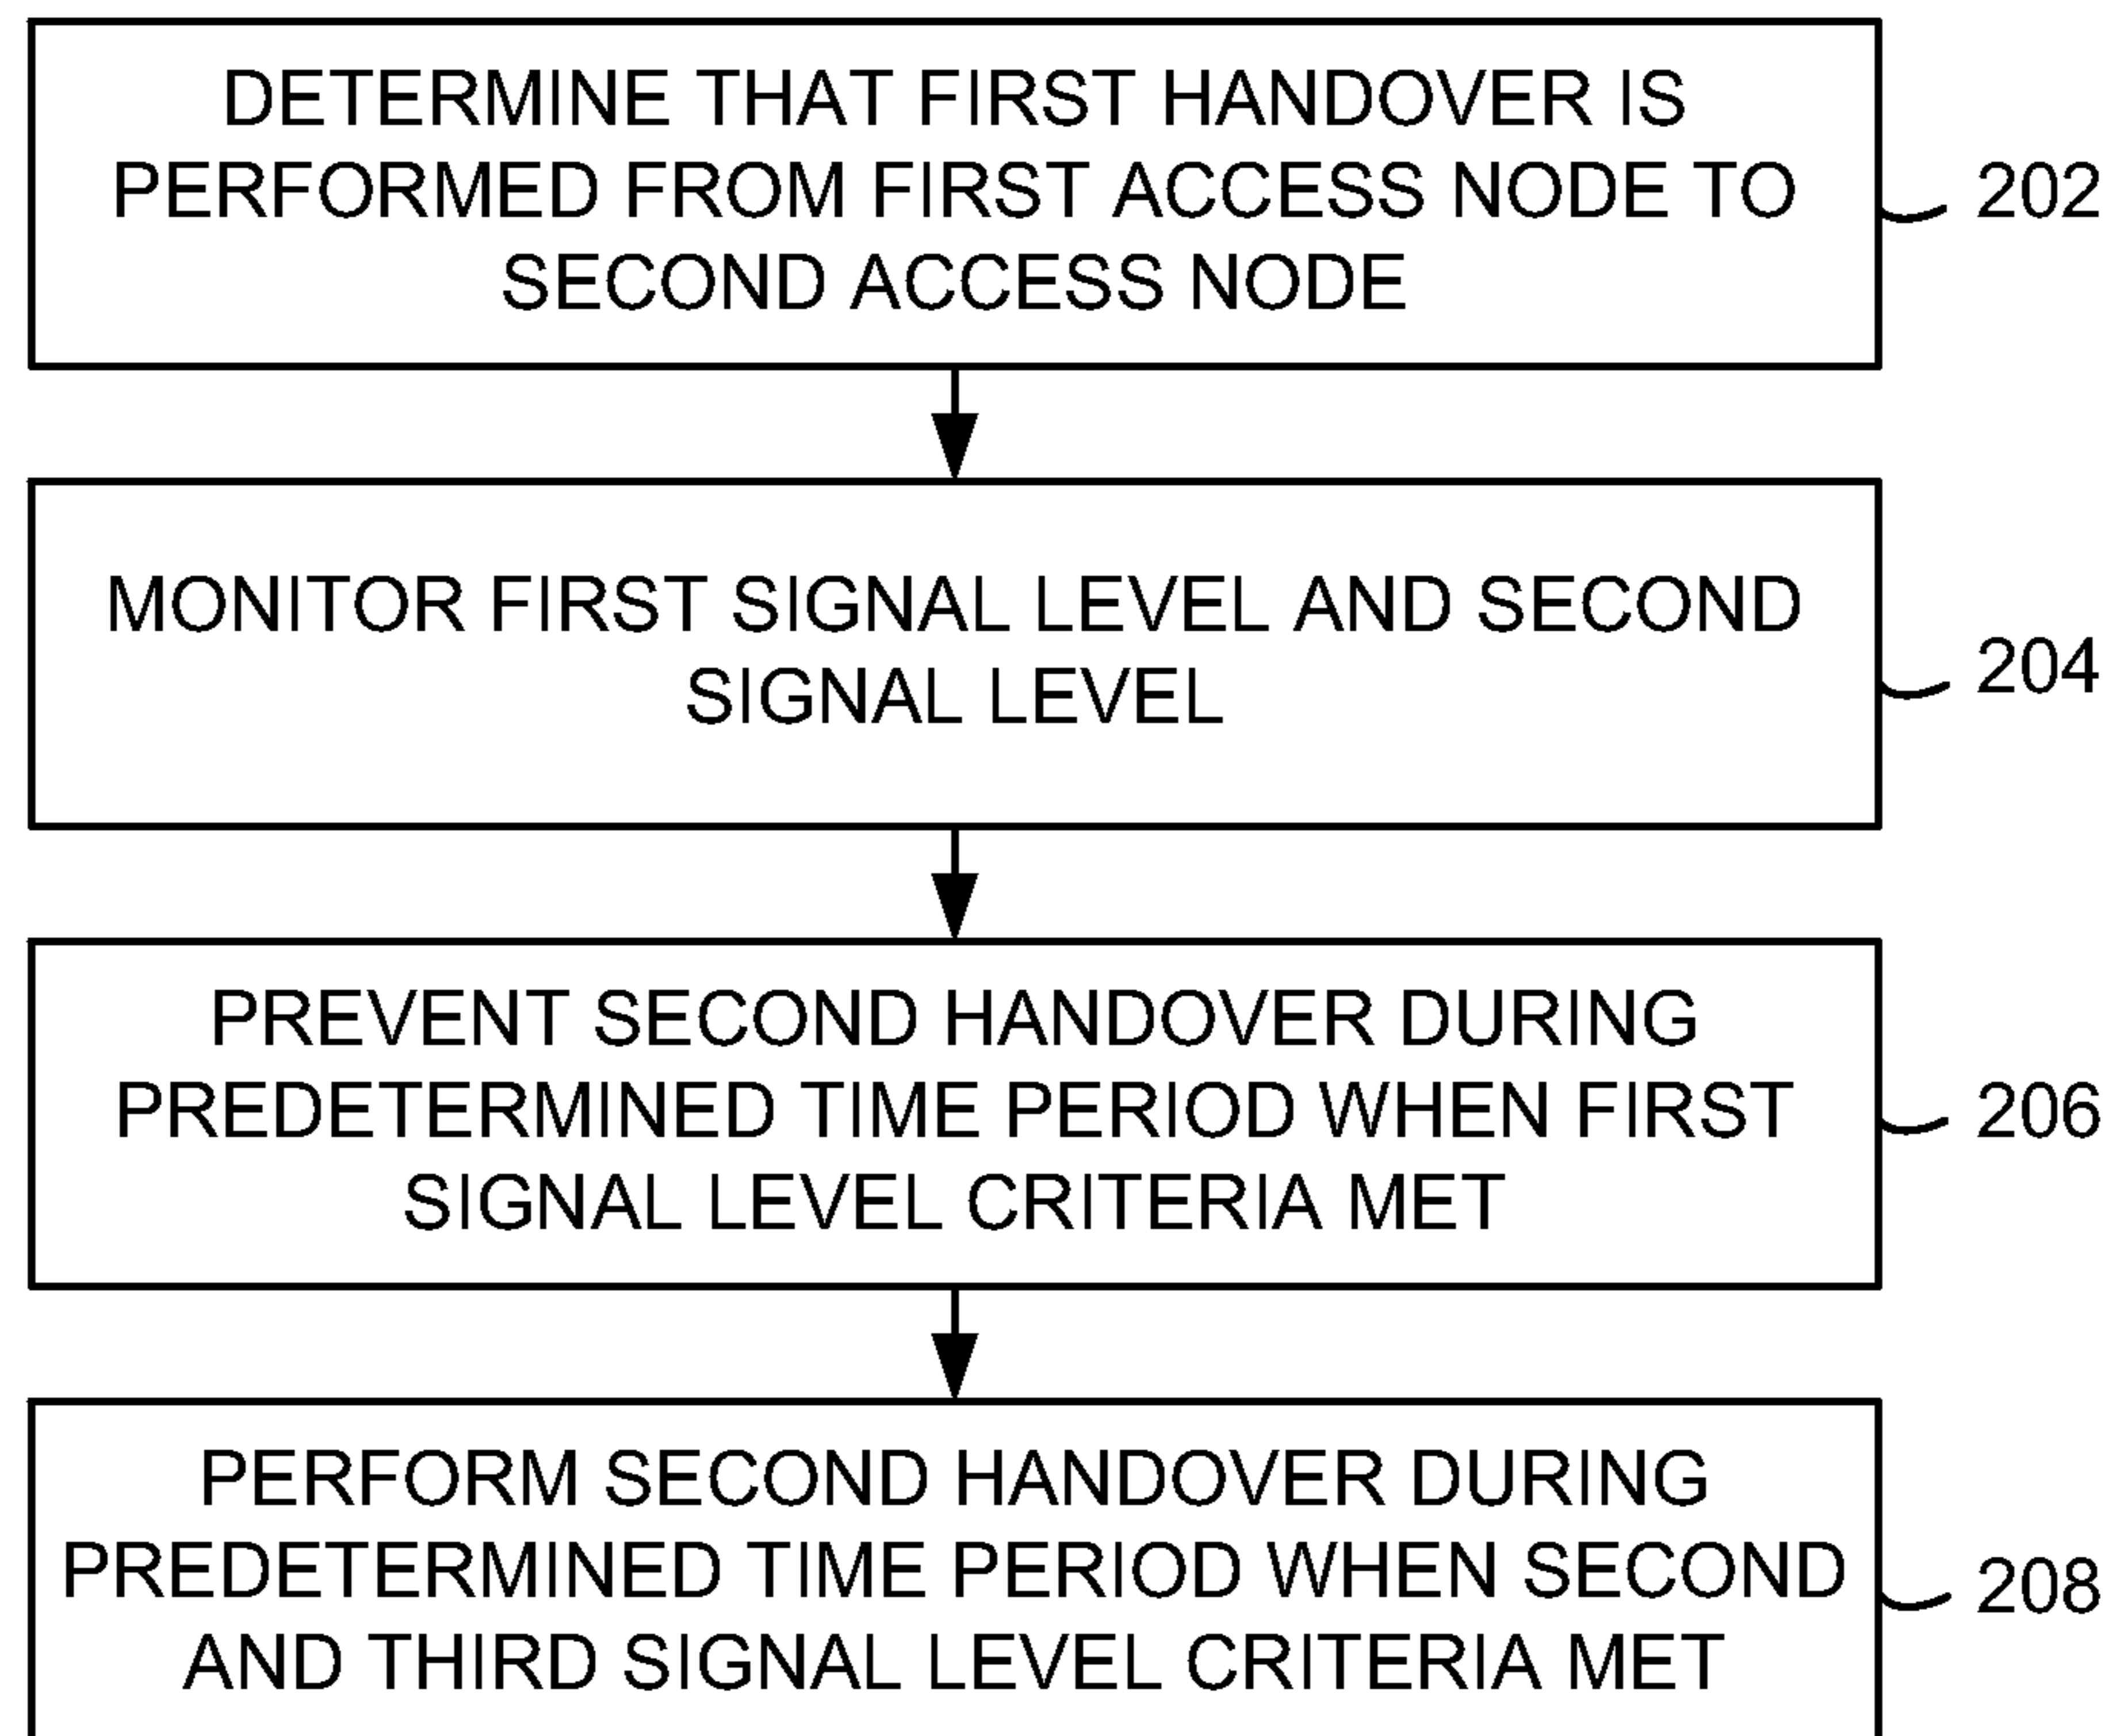 DETERMINE THAT FIRST HANDOVER IS
PERFORMED FROM FIRST ACCESS NODE TO
SECOND ACCESS NODE
202
MONITOR FIRST SIGNAL LEVEL AND SECOND
SIGNAL LEVEL
204
PREVENT SECOND HANDOVER DURING
PREDETERMINED TIME PERIOD WHEN FIRST
SIGNAL LEVEL CRITERIA MET
206
PERFORM SECOND HANDOVER DURING
PREDETERMINED TIME PERIOD WHEN SECOND
AND THIRD SIGNAL LEVEL CRITERIA MET
208